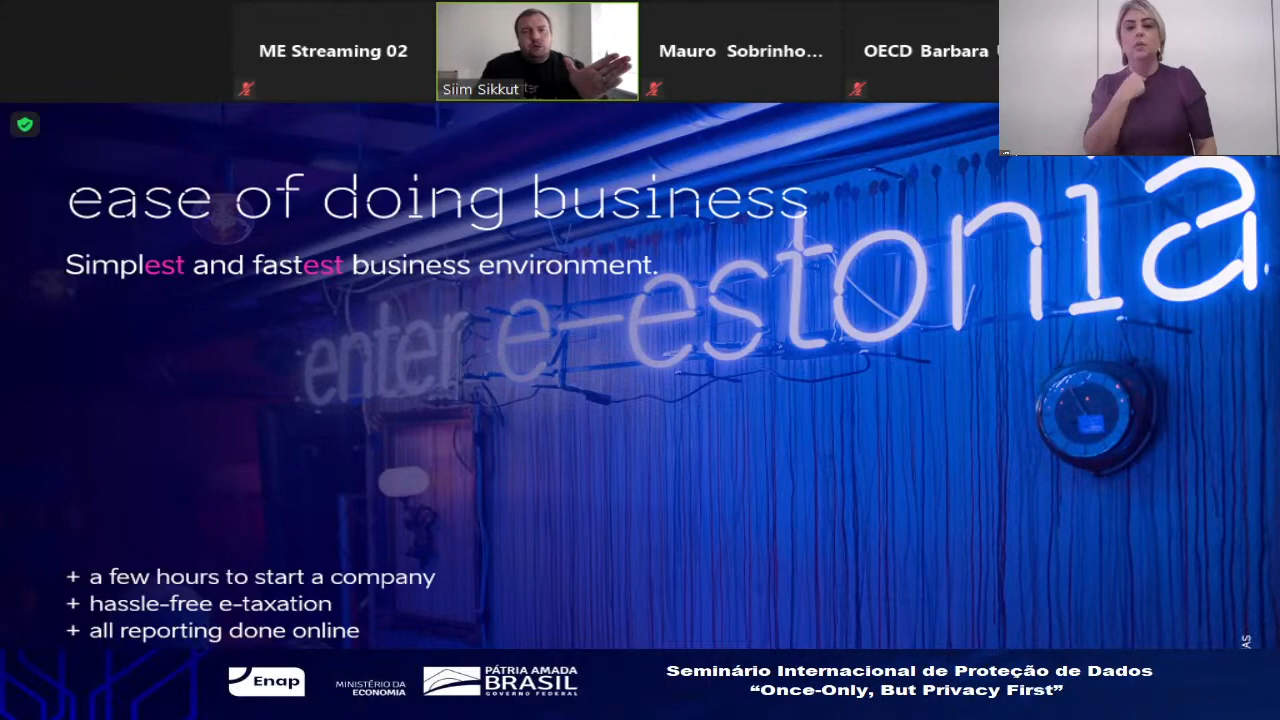 ME Streaming 02
Siim Sikkut
Mauro Sobrinho...
OECD Barbara
ease of doing business
Simplest and fastest business environment.
enter e-estonia
+ a few hours to start a company
+ hassle-free e-taxation
+ all reporting done online
AS
Enap
MINISTÉRIO DA
ECONOMIA
PÁTRIA AMADA
BRASIL
GOVERNO FEDERAL
Seminário Internacional de Proteção de Dados
“Once-Only, But Privacy First”